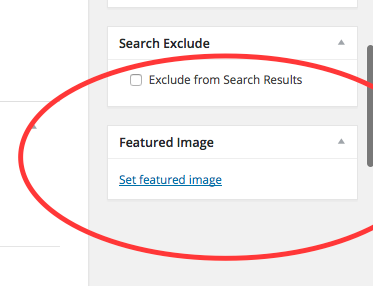 Search Exclude
Exclude from Search Results
Featured Image
Set featured image